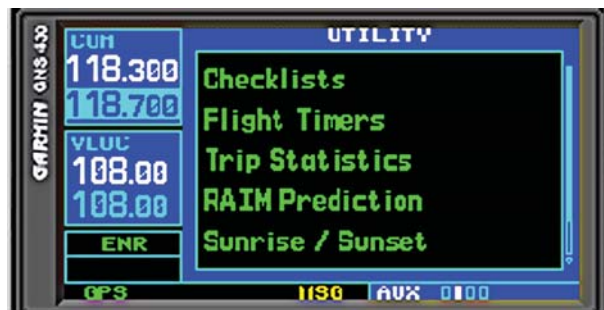 GARMIN GNS 430
COM
118.300
118.700
VLOC
108.00
108.00
ENR
GPS
UTILITY
Checklists
Flight Timers
Trip Statistics
RAIM Prediction
Sunrise / Sunset
MSG
AUX